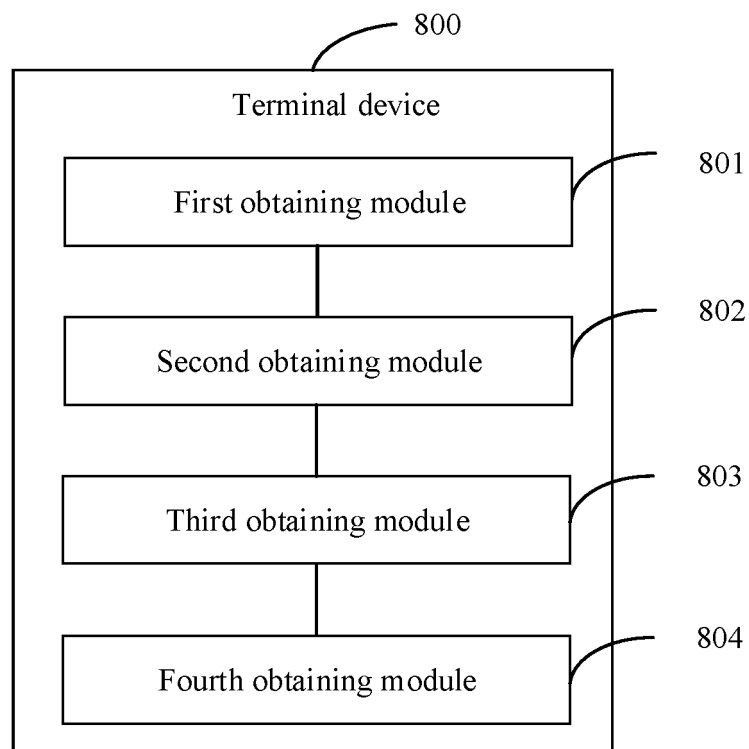 800
Terminal device
801
First obtaining module
802
Second obtaining module
803
Third obtaining module
804
Fourth obtaining module